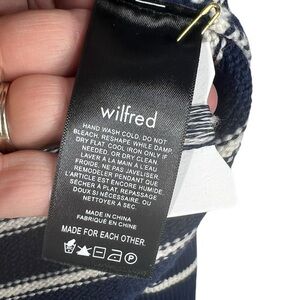 wilfred
HAND WASH COLD. DO NOT
BLEACH. RESHAPE WHILE DAMP.
DRY FLAT. COOL IRON ONLY IF
NEEDED, OR DRY CLEAN.
LAVER À LA MAIN À L'EAU
FROIDE. NE PAS JAVELISER.
REMODELER PENDANT QUE
L'ARTICLE EST ENCORE HUMIDE.
SÉCHER À PLAT. REPASSAGE
DOUX SI NÉCESSAIRE, OU
NETTOYER À SEC.
MADE IN CHINA
FABRIQUÉ EN CHINE
MADE FOR EACH OTHER.
P